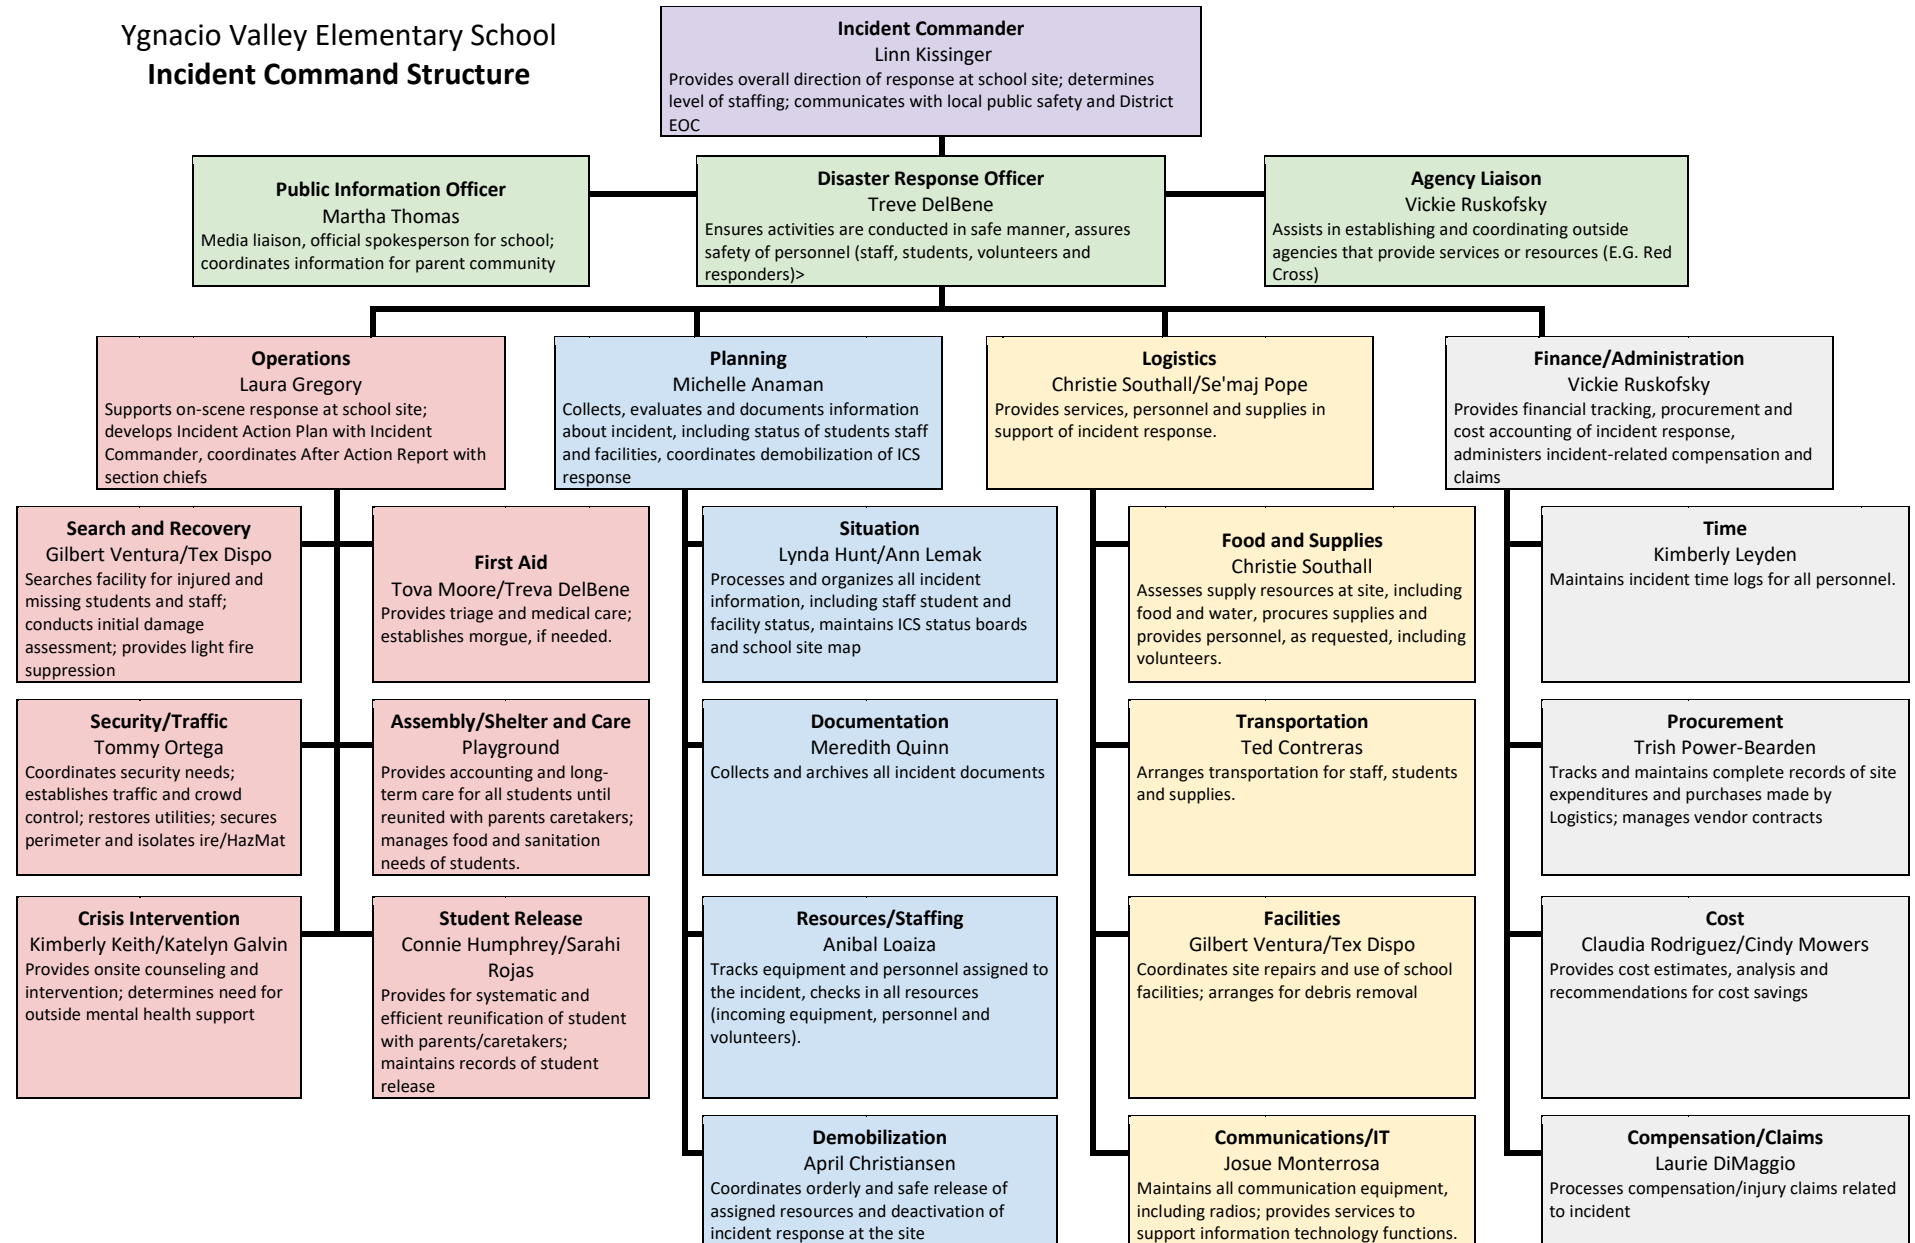 Ygnacio Valley Elementary School
Incident Command Structure
Incident Commander
Linn Kissinger
Provides overall direction of response at school site; determines
level of staffing; communicates with local public safety and District
EOC
Public Information Officer
Martha Thomas
Media liaison, official spokesperson for school;
coordinates information for parent community
Disaster Response Officer
Treve DelBene
Ensures activities are conducted in safe manner, assures
safety of personnel (staff, students, volunteers and
responders)>
Agency Liaison
Vickie Ruskofsky
Assists in establishing and coordinating outside
agencies that provide services or resources (E.G. Red
Cross)
Operations
Laura Gregory
Supports on-scene response at school site;
develops Incident Action Plan with Incident
Commander, coordinates After Action Report with
section chiefs
Planning
Michelle Anaman
Collects, evaluates and documents information
about incident, including status of students staff
and facilities, coordinates demobilization of ICS
response
Logistics
Christie Southall/Se'maj Pope
Provides services, personnel and supplies in
support of incident response.
Finance/Administration
Vickie Ruskofsky
Provides financial tracking, procurement and
cost accounting of incident response,
administers incident-related compensation and
claims
Search and Recovery
Gilbert Ventura/Tex Dispo
Searches facility for injured and
missing students and staff;
conducts initial damage
assessment; provides light fire
suppression
First Aid
Tova Moore/Treva DelBene
Provides triage and medical care;
establishes morgue, if needed.
Situation
Lynda Hunt/Ann Lemak
Processes and organizes all incident
information, including staff student and
facility status, maintains ICS status boards
and school site map
Food and Supplies
Christie Southall
Assesses supply resources at site, including
food and water, procures supplies and
provides personnel, as requested, including
volunteers.
Time
Kimberly Leyden
Maintains incident time logs for all personnel.
Security/Traffic
Tommy Ortega
Coordinates security needs;
establishes traffic and crowd
control; restores utilities; secures
perimeter and isolates ire/HazMat
Assembly/Shelter and Care
Playground
Provides accounting and long-
term care for all students until
reunited with parents caretakers;
manages food and sanitation
needs of students.
Documentation
Meredith Quinn
Collects and archives all incident documents
Transportation
Ted Contreras
Arranges transportation for staff, students
and supplies.
Procurement
Trish Power-Bearden
Tracks and maintains complete records of site
expenditures and purchases made by
Logistics; manages vendor contracts
Crisis Intervention
Kimberly Keith/Katelyn Galvin
Provides onsite counseling and
intervention; determines need for
outside mental health support
Student Release
Connie Humphrey/Sarahi
Rojas
Provides for systematic and
efficient reunification of student
with parents/caretakers;
maintains records of student
release
Resources/Staffing
Anibal Loaiza
Tracks equipment and personnel assigned to
the incident, checks in all resources
(incoming equipment, personnel and
volunteers).
Facilities
Gilbert Ventura/Tex Dispo
Coordinates site repairs and use of school
facilities; arranges for debris removal
Cost
Claudia Rodriguez/Cindy Mowers
Provides cost estimates, analysis and
recommendations for cost savings
Demobilization
April Christiansen
Coordinates orderly and safe release of
assigned resources and deactivation of
incident response at the site
Communications/IT
Josue Monterrosa
Maintains all communication equipment,
including radios; provides services to
support information technology functions.
Compensation/Claims
Laurie DiMaggio
Processes compensation/injury claims related
to incident